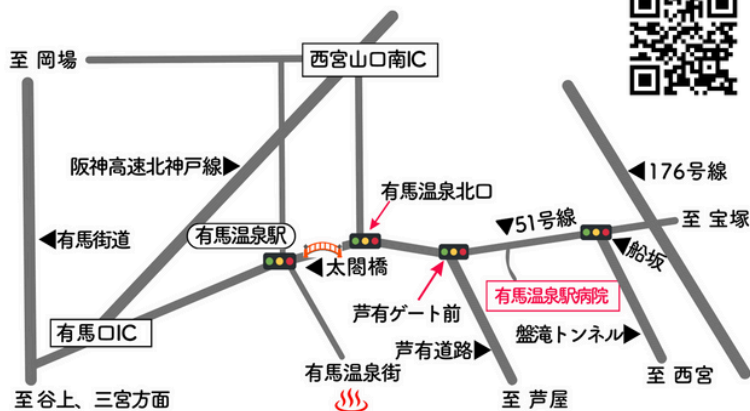 至 岡場
西宮山口南IC
阪神高速北神戸線▶
◀176号線
有馬温泉北口
◀有馬街道
有馬温泉駅
▼51号線
至 宝塚
◀太閤橋
◀船坂
有馬温泉駅病院
芦有ゲート前
有馬口IC
盤滝トンネル▶
芦有道路▶
有馬温泉街
至 西宮
至谷上、三宮方面
至 芦屋